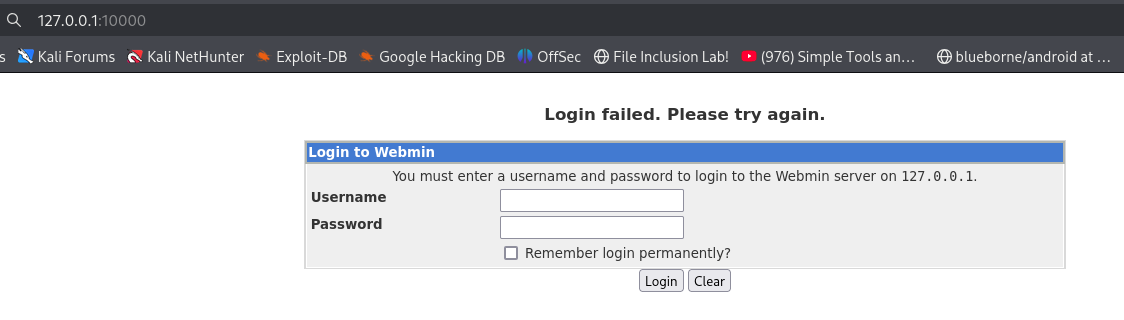 127.0.0.1:10000
s Kali Forums Kali NetHunter Exploit-DB Google Hacking DB OffSec File Inclusion Lab! (976) Simple Tools an... blueborne/android at ...
Login failed. Please try again.
Login to Webmin
You must enter a username and password to login to the Webmin server on 127.0.0.1.
Username
Password
Remember login permanently?
Login Clear